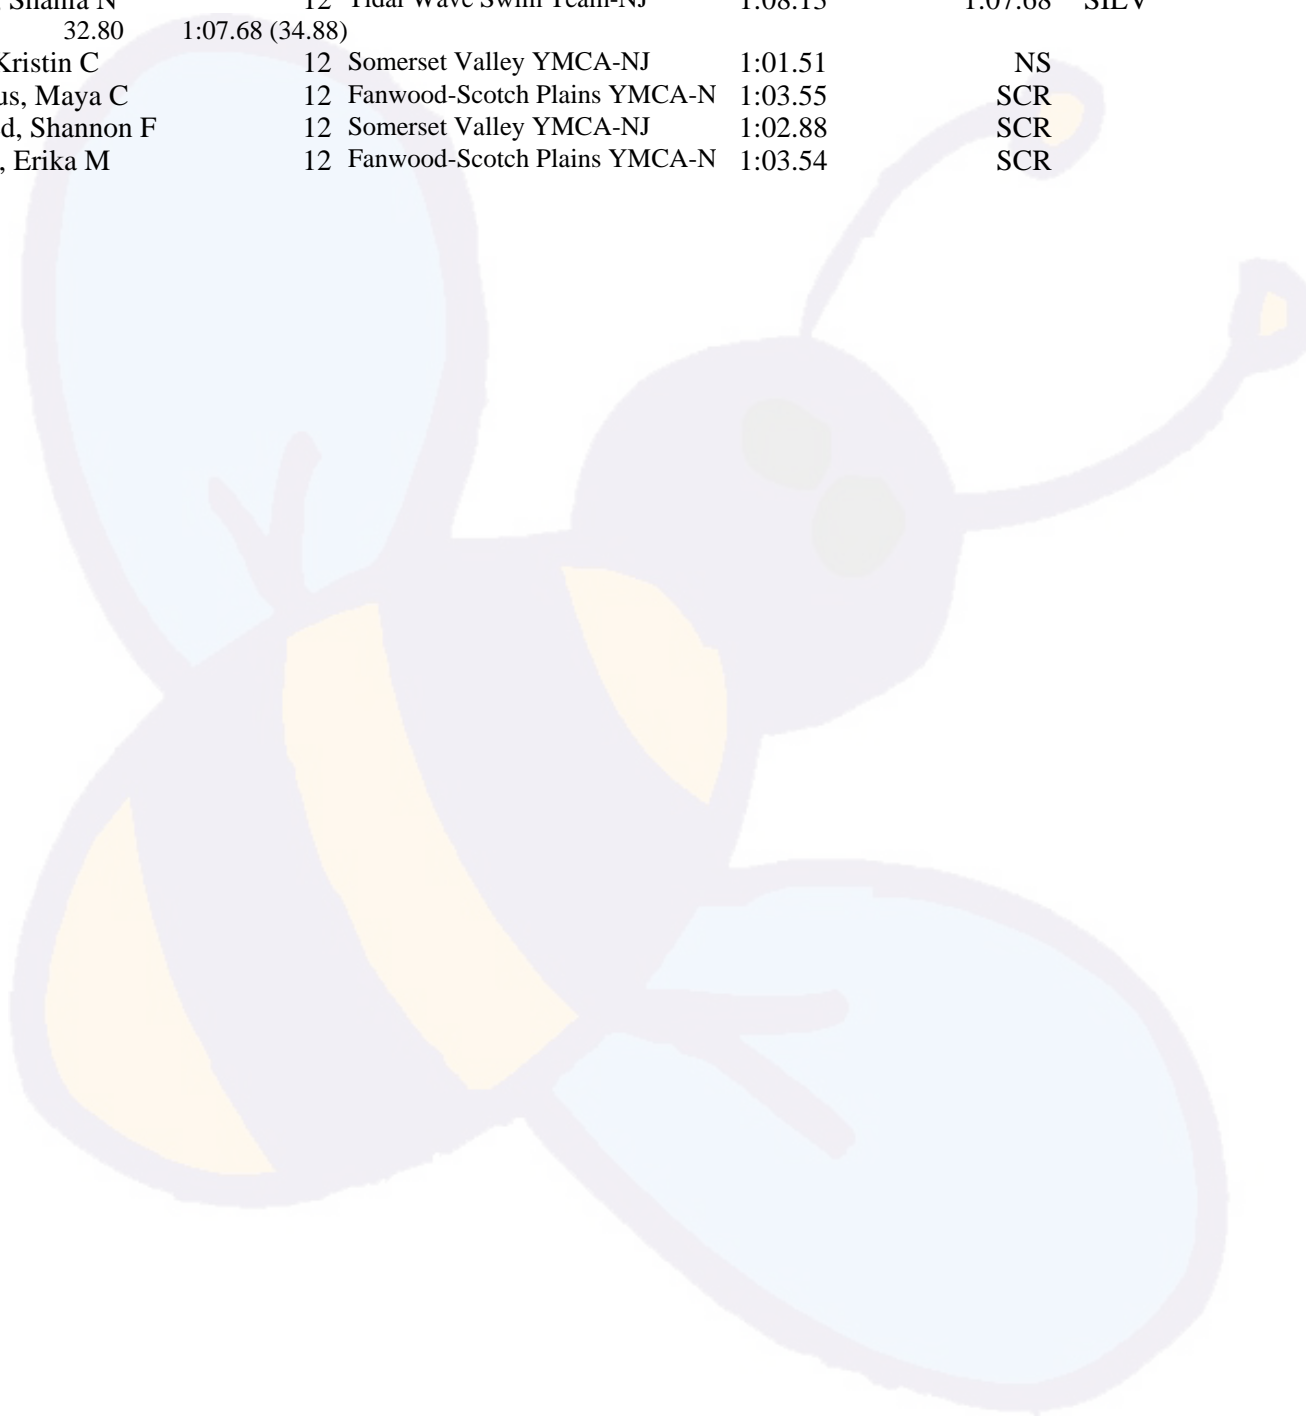 Shanna N 12 Tidal Wave Swim Team-NJ 1:08.15 1:07.68 SILV
32.80 1:07.68 (34.88)
Kristin C 12 Somerset Valley YMCA-NJ 1:01.51 NS
us, Maya C 12 Fanwood-Scotch Plains YMCA-N 1:03.55 SCR
d, Shannon F 12 Somerset Valley YMCA-NJ 1:02.88 SCR
, Erika M 12 Fanwood-Scotch Plains YMCA-N 1:03.54 SCR